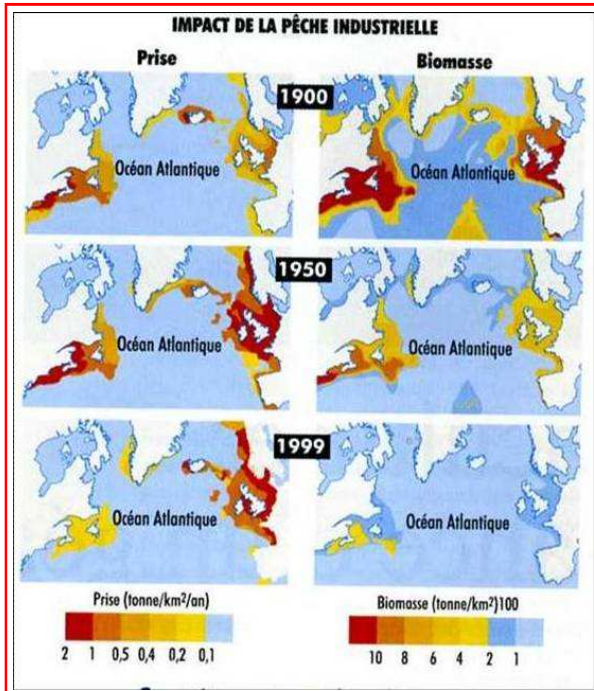 IMPACT DE LA PÊCHE INDUSTRIELLE
Prise Biomasse
1900
Océan Atlantique Océan Atlantique
1950
Océan Atlantique Océan Atlantique
1999
Océan Atlantique Océan Atlantique
Prise (tonne/km²/an) Biomasse (tonne/km²)100
2 1 0,5 0,4 0,2 0,1 10 8 6 4 2 1